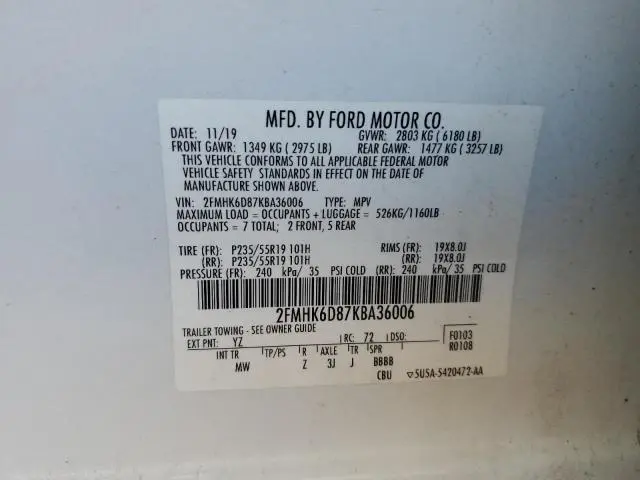 MFD. BY FORD MOTOR CO.
DATE: 11/19 GVWR: 2803 KG ( 6180 LB)
FRONT GAWR: 1349 KG ( 2975 LB) REAR GAWR: 1477 KG ( 3257 LB)
THIS VEHICLE CONFORMS TO ALL APPLICABLE FEDERAL MOTOR
VEHICLE SAFETY STANDARDS IN EFFECT ON THE DATE OF
MANUFACTURE SHOWN ABOVE.
VIN: 2FMHK6D87KBA36006 TYPE: MPV
MAXIMUM LOAD = OCCUPANTS + LUGGAGE = 526KG/1160LB
OCCUPANTS = 7 TOTAL; 2 FRONT, 5 REAR
TIRE (FR): P235/55R19 101H RIMS (FR): 19X8.0J
(RR): P235/55R19 101H (RR): 19X8.0J
PRESSURE (FR): 240 kPa/ 35 PSI COLD (RR): 240 kPa/ 35 PSI COLD
2FMHK6D87KBA36006
TRAILER TOWING - SEE OWNER GUIDE
EXT PNT: YZ RC: 72 DSO: F0103
INT TR TP/PS R AXLE TR SPR R0108
MW Z 3J J BBBB
CBU ▽5U5A-5420472-AA